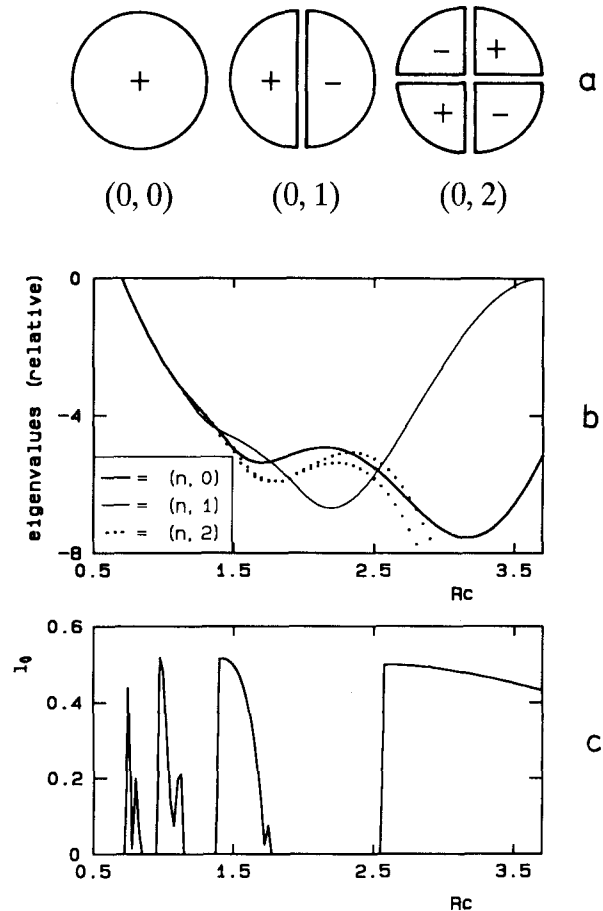 + + − − + + − a
(0, 0) (0, 1) (0, 2)
0
-4
-8
eigenvalues (relative)
= (n, 0)
= (n, 1)
= (n, 2)
b
0.5 1.5 2.5 3.5
Rc
0.6
0.4
0.2
0
l₀
c
0.5 1.5 2.5 3.5
Rc